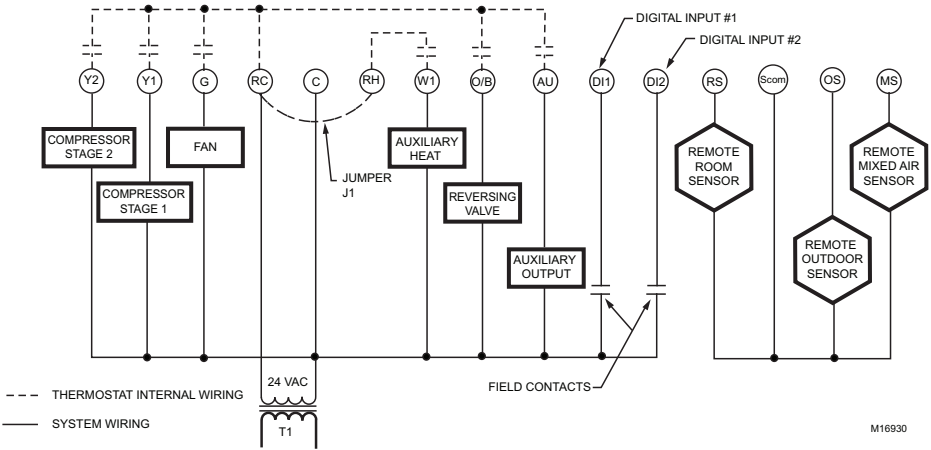 DIGITAL INPUT #1
DIGITAL INPUT #2
Y2 Y1 G RC C RH W1 O/B AU DI1 DI2 RS Scom OS MS
COMPRESSOR
STAGE 2
FAN
AUXILIARY
HEAT
REMOTE
ROOM
SENSOR
REMOTE
MIXED AIR
SENSOR
JUMPER
J1
COMPRESSOR
STAGE 1
REVERSING
VALVE
REMOTE
OUTDOOR
SENSOR
AUXILIARY
OUTPUT
24 VAC
FIELD CONTACTS
THERMOSTAT INTERNAL WIRING
SYSTEM WIRING
T1
M16930